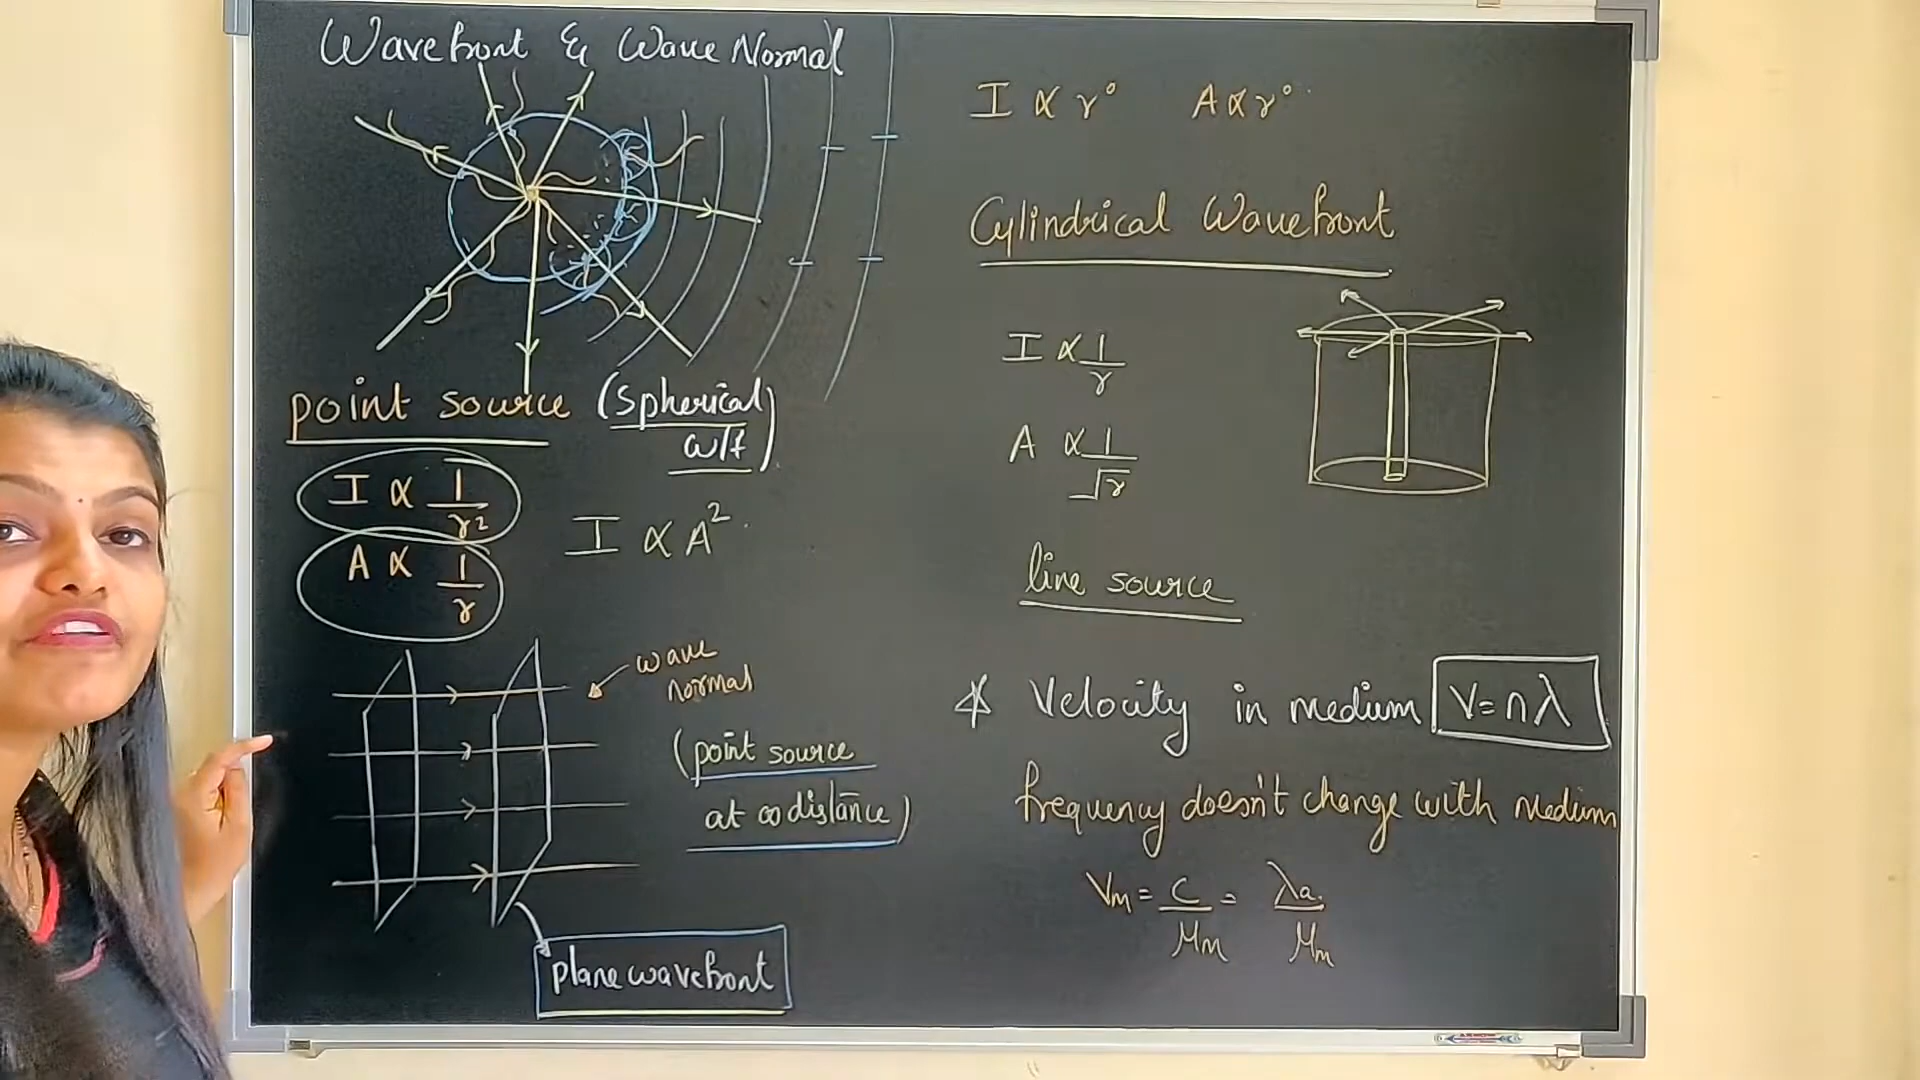 Wavefront & Wave Normal
point source (spherical
w/f)
I ∝ 1/r²
A ∝ 1/r
I ∝ A²
wave
normal
(point source
at ∞ distance)
plane wavefront
I ∝ r° A ∝ r°
Cylindrical Wavefront
I ∝ 1/r
A ∝ 1/√r
line source
* Velocity in medium V=nλ
frequency doesn't change with medium
Vm = C/μm = λa/μm